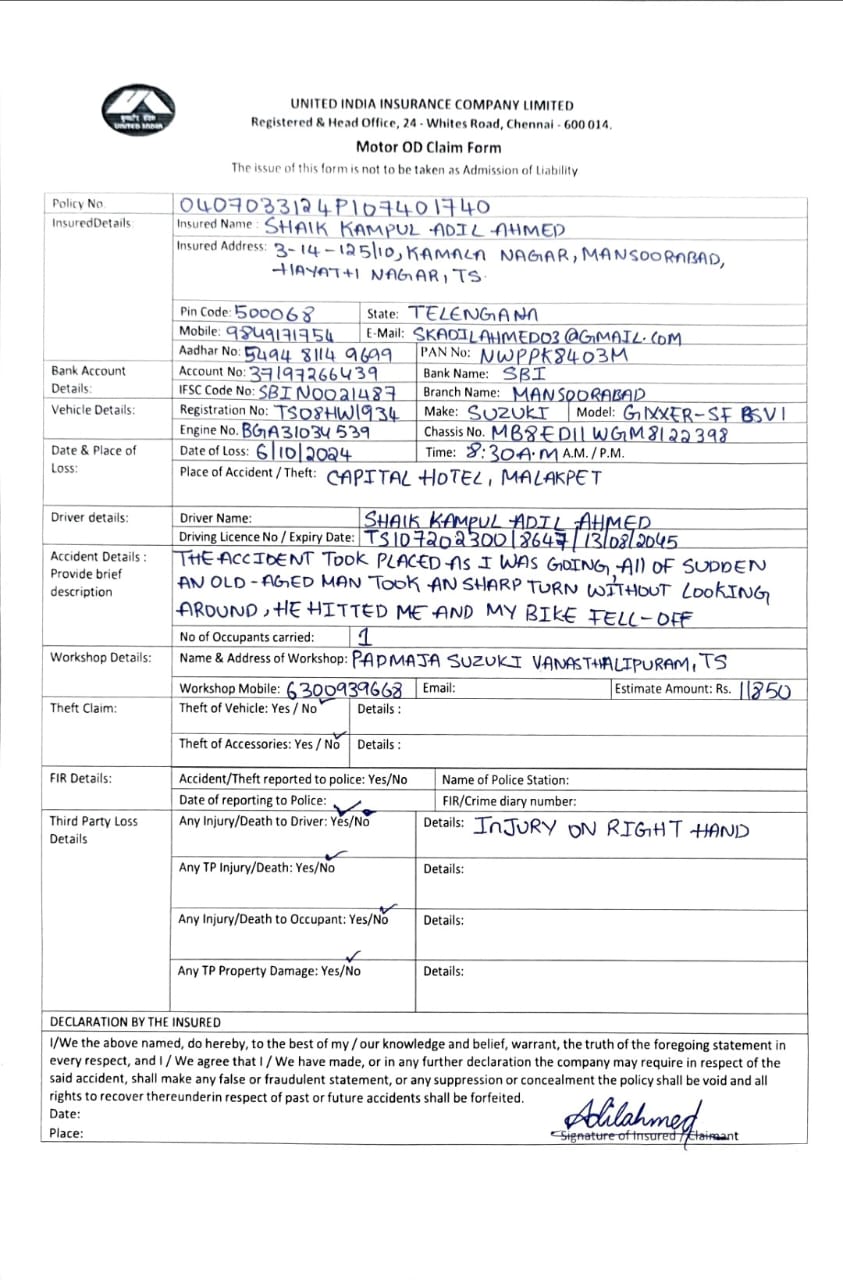 UNITED INDIA INSURANCE COMPANY LIMITED
UNITED INDIA
Registered & Head Office, 24 - Whites Road, Chennai - 600 014.
Motor OD Claim Form
The issue of this form is not to be taken as Admission of Liability
Policy No. 0407033124P107401740
InsuredDetails Insured Name : SHAIK KAMPUL ADIL AHMED
Insured Address: 3-14-125/10, KAMALA NAGAR, MANSOORABAD,
HAYATHI NAGAR, TS.
Pin Code: 500068 State: TELENGANA
Mobile: 9849171754 E-Mail: SKADILAHMED03@GMAIL.COM
Aadhar No: 5494 8114 9699 PAN No: NWPPK8403M
Bank Account Details: Account No: 37197266439 Bank Name: SBI
IFSC Code No: SBIN0021487 Branch Name: MANSOORABAD
Vehicle Details: Registration No: TS08HW1934 Make: SUZUKI Model: GIXXER-SF BSVI
Engine No. BGA31034539 Chassis No. MB8ED11WGM8122398
Date & Place of Loss: Date of Loss: 6/10/2024 Time: 8:30A.M A.M. / P.M.
Place of Accident / Theft: CAPITAL HOTEL, MALAKPET
Driver details: Driver Name: SHAIK KAMPUL ADIL AHMED
Driving Licence No / Expiry Date: TS10720230018647 / 13/08/2045
Accident Details : Provide brief description
THE ACCIDENT TOOK PLACED AS I WAS GOING, All OF SUDDEN
AN OLD-AGED MAN TOOK AN SHARP TURN WITHOUT LOOKING
AROUND, HE HITTED ME AND MY BIKE FELL-OFF
No of Occupants carried: 1
Workshop Details: Name & Address of Workshop: PADMAJA SUZUKI VANASTHALIPURAM, TS
Workshop Mobile: 6300939668 Email: Estimate Amount: Rs. 11850
Theft Claim: Theft of Vehicle: Yes / No Details :
Theft of Accessories: Yes / No Details :
FIR Details: Accident/Theft reported to police: Yes/No Name of Police Station:
Date of reporting to Police: FIR/Crime diary number:
Third Party Loss Details Any Injury/Death to Driver: Yes/No Details: INJURY ON RIGHT HAND
Any TP Injury/Death: Yes/No Details:
Any Injury/Death to Occupant: Yes/No Details:
Any TP Property Damage: Yes/No Details:
DECLARATION BY THE INSURED
I/We the above named, do hereby, to the best of my / our knowledge and belief, warrant, the truth of the foregoing statement in
every respect, and I / We agree that I / We have made, or in any further declaration the company may require in respect of the
said accident, shall make any false or fraudulent statement, or any suppression or concealment the policy shall be void and all
rights to recover thereunderin respect of past or future accidents shall be forfeited.
Date:
Adilahmed
Place: Signature of Insured / Claimant